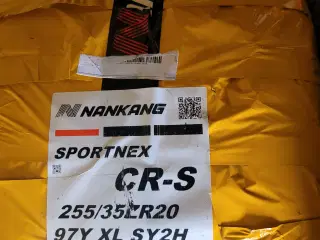 NANKANG
SPORTNEX
CR-S
255/35ZR20
97Y XL SY2H